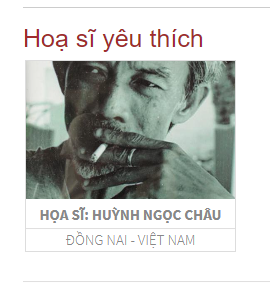 Hoạ sĩ yêu thích
HỌA SĨ: HUỲNH NGỌC CHÂU
ĐỒNG NAI - VIỆT NAM